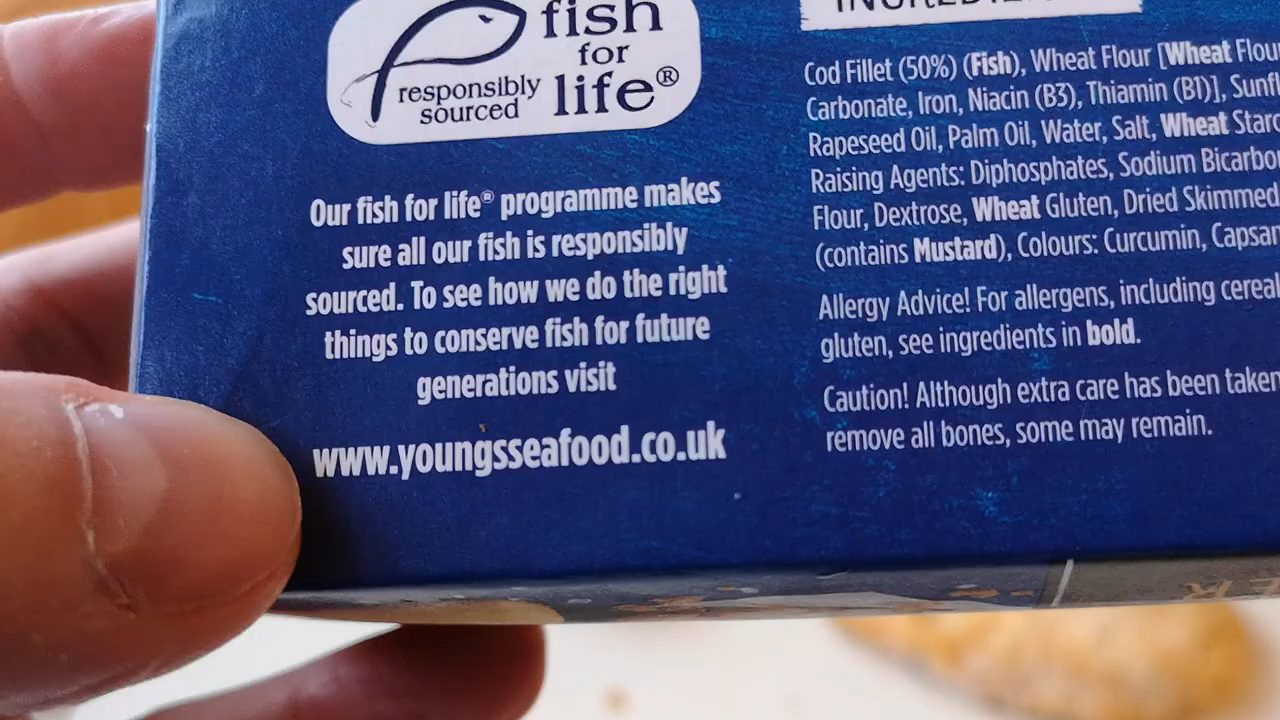 fish
for
responsibly life®
sourced
Our fish for life® programme makes
sure all our fish is responsibly
sourced. To see how we do the right
things to conserve fish for future
generations visit
www.youngsseafood.co.uk
Cod Fillet (50%) (Fish), Wheat Flour [Wheat
Carbonate, Iron, Niacin (B3), Thiamin (B1)],
Rapeseed Oil, Palm Oil, Water, Salt, Wheat
Raising Agents: Diphosphates, Sodium
Flour, Dextrose, Wheat Gluten, Dried Skimmed
(contains Mustard), Colours: Curcumin,
Allergy Advice! For allergens, including
gluten, see ingredients in bold.
Caution! Although extra care has been taken
remove all bones, some may remain.